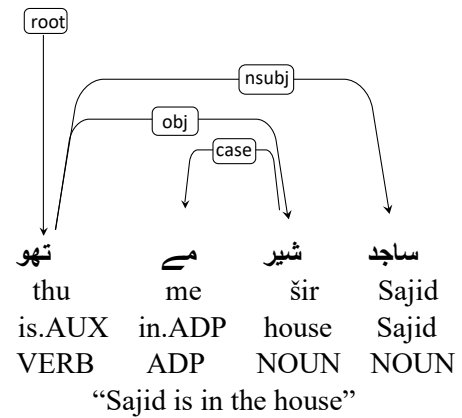 root
nsubj
obj
case
ساجد شیر مے تھو
thu me šir Sajid
is.AUX in.ADP house Sajid
VERB ADP NOUN NOUN
“Sajid is in the house”